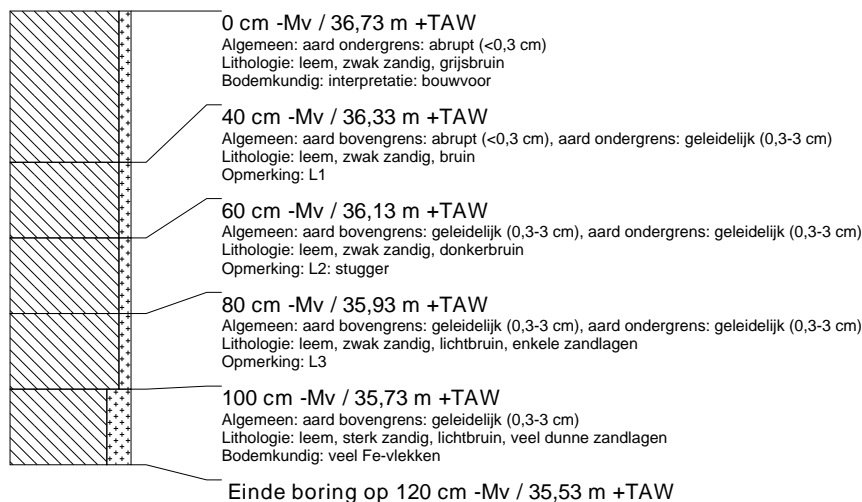 0 cm -Mv / 36,73 m +TAW
Algemeen: aard ondergrens: abrupt (<0,3 cm)
Lithologie: leem, zwak zandig, grijsbruin
Bodemkundig: interpretatie: bouwvoor
40 cm -Mv / 36,33 m +TAW
Algemeen: aard bovengrens: abrupt (<0,3 cm), aard ondergrens: geleidelijk (0,3-3 cm)
Lithologie: leem, zwak zandig, bruin
Opmerking: L1
60 cm -Mv / 36,13 m +TAW
Algemeen: aard bovengrens: geleidelijk (0,3-3 cm), aard ondergrens: geleidelijk (0,3-3 cm)
Lithologie: leem, zwak zandig, donkerbruin
Opmerking: L2: stugger
80 cm -Mv / 35,93 m +TAW
Algemeen: aard bovengrens: geleidelijk (0,3-3 cm), aard ondergrens: geleidelijk (0,3-3 cm)
Lithologie: leem, zwak zandig, lichtbruin, enkele zandlagen
Opmerking: L3
100 cm -Mv / 35,73 m +TAW
Algemeen: aard bovengrens: geleidelijk (0,3-3 cm)
Lithologie: leem, sterk zandig, lichtbruin, veel dunne zandlagen
Bodemkundig: veel Fe-vlekken
Einde boring op 120 cm -Mv / 35,53 m +TAW